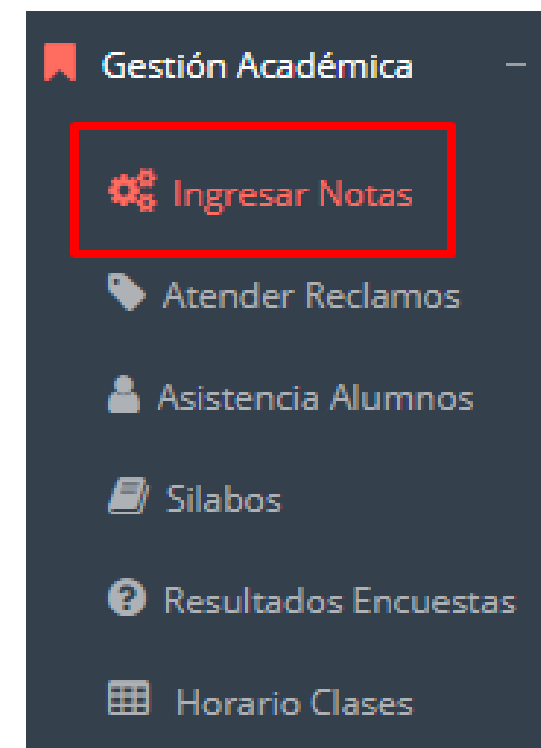 Gestión Académica
Ingresar Notas
Atender Reclamos
Asistencia Alumnos
Silabos
Resultados Encuestas
Horario Clases